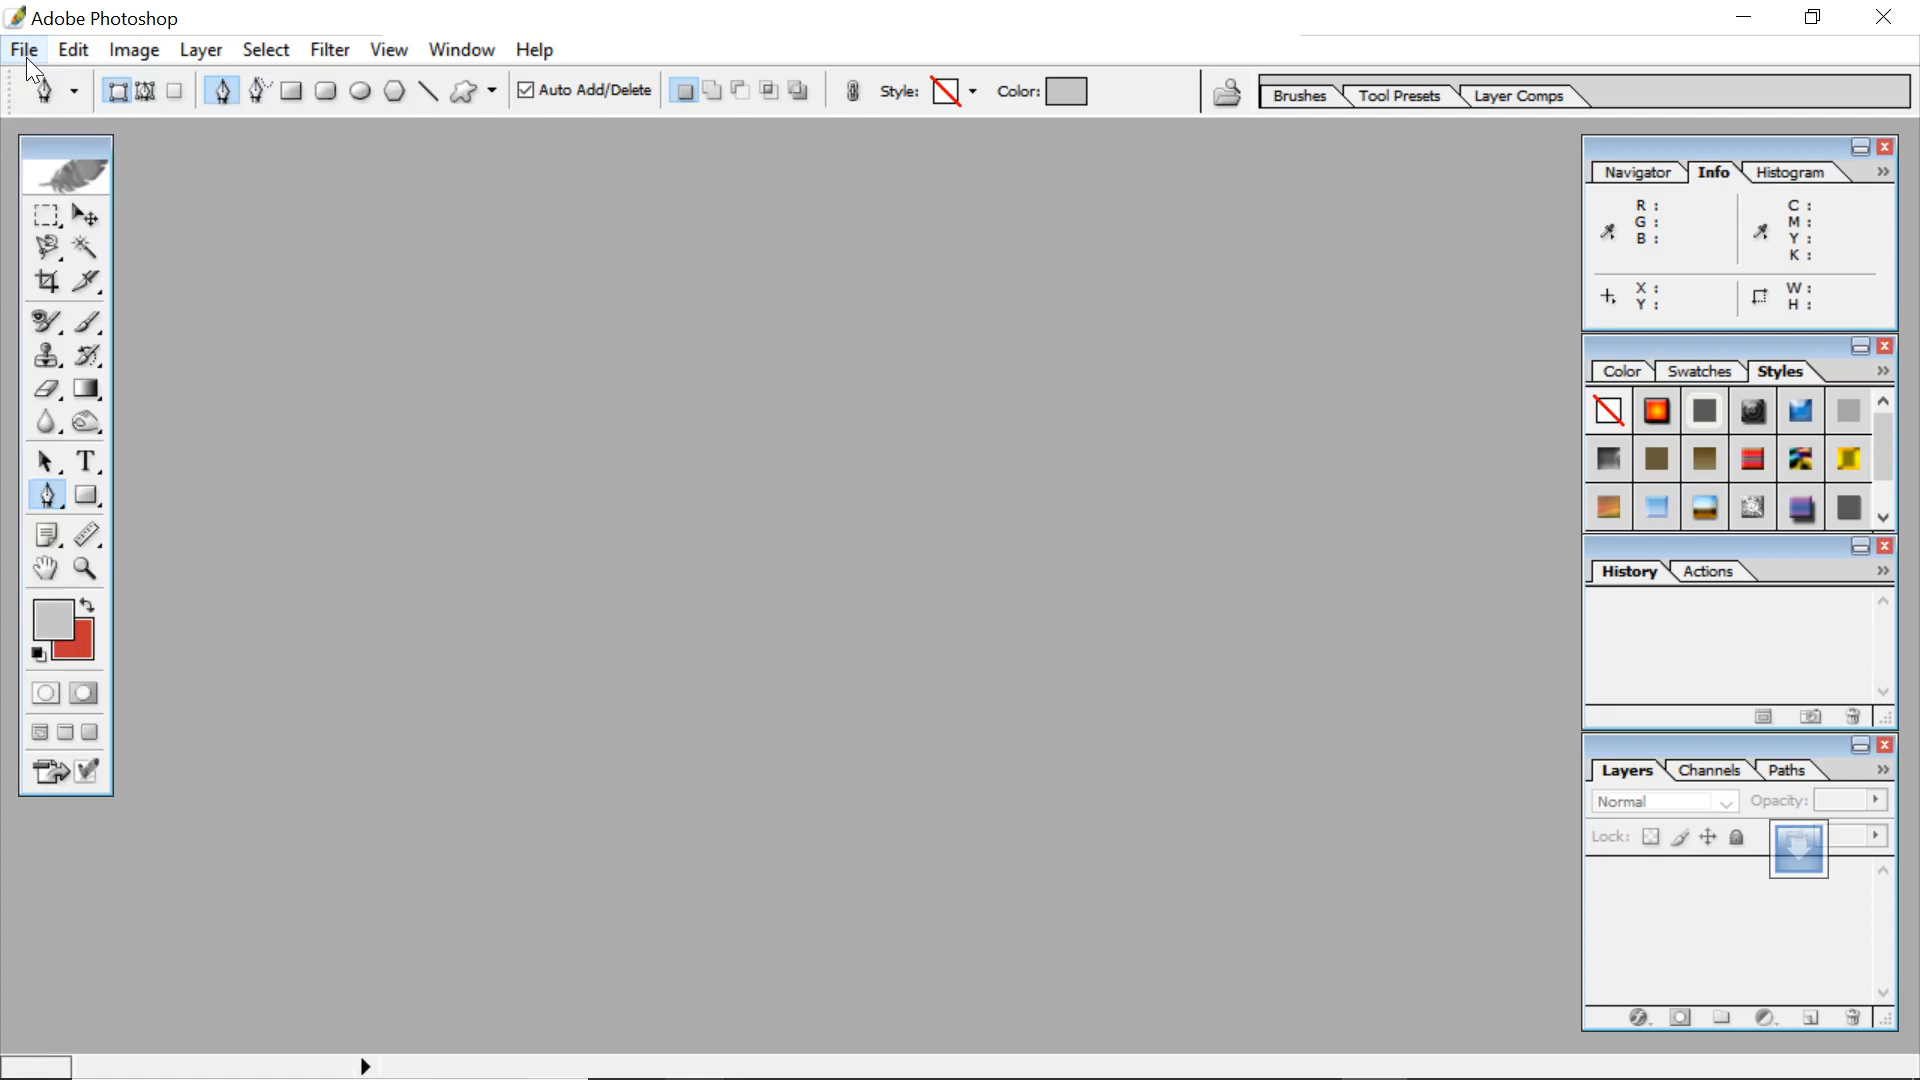 Adobe Photoshop
File Edit Image Layer Select Filter View Window Help
Auto Add/Delete Style: Color: Brushes Tool Presets Layer Comps
Navigator Info Histogram
R : C :
G : M :
B : Y :
K :
X : W :
Y : H :
Color Swatches Styles
T
History Actions
Layers Channels Paths
Normal Opacity:
Lock: